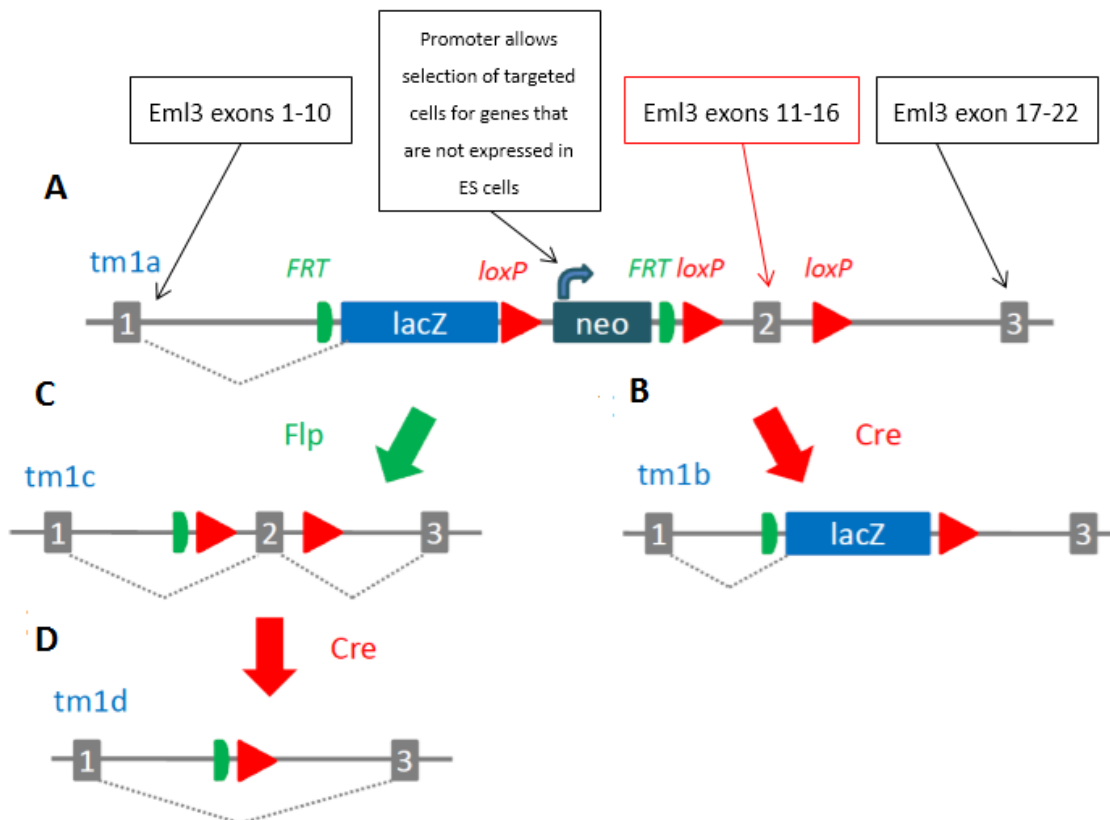 Promoter allows
selection of targeted
cells for genes that
are not expressed in
ES cells
Eml3 exons 1-10
Eml3 exons 11-16
Eml3 exon 17-22
A
tm1a
FRT
loxP
FRT loxP
loxP
1
lacZ
neo
2
3
C
Flp
tm1c
1
2
3
B
Cre
tm1b
1
lacZ
3
D
Cre
tm1d
1
3